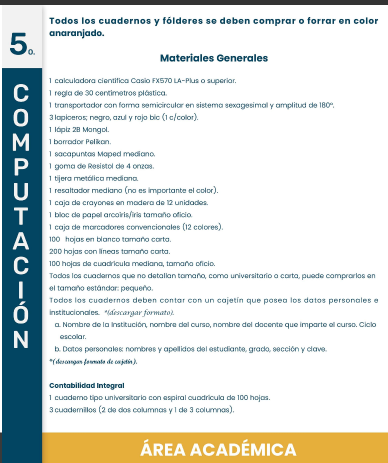 5o.
COMPUTACIÓN
Todos los cuadernos y fólderes se deben comprar o forrar en color
anaranjado.
Materiales Generales
1 calculadora científica Casio FX570 LA-Plus o superior.
1 regla de 30 centímetros plástica.
1 transportador con forma semicircular en sistema sexagesimal y amplitud de 180°.
3 lapiceros; negro, azul y rojo bic (1 c/color).
1 lápiz 2B Mongol.
1 borrador Pelikan.
1 sacapuntas Maped mediano.
1 goma de Resistol de 4 onzas.
1 tijera metálica mediana.
1 resaltador mediano (no es importante el color).
1 caja de crayones en madera de 12 unidades.
1 bloc de papel arcoíris/iris tamaño oficio.
1 caja de marcadores convencionales (12 colores).
100 hojas en blanco tamaño carta.
200 hojas con líneas tamaño carta.
100 hojas de cuadrícula mediana, tamaño oficio.
Todos los cuadernos que no detallan tamaño, como universitario o carta, puede comprarlos en
el tamaño estándar: pequeño.
Todos los cuadernos deben contar con un cajetín que posea los datos personales e
institucionales. *(descargar formato).
a. Nombre de la Institución, nombre del curso, nombre del docente que imparte el curso. Ciclo
escolar.
b. Datos personales: nombres y apellidos del estudiante, grado, sección y clave.
*(descargar formato de cajetín).
Contabilidad Integral
1 cuaderno tipo universitario con espiral cuadrícula de 100 hojas.
3 cuadernillos (2 de dos columnas y 1 de 3 columnas).
ÁREA ACADÉMICA